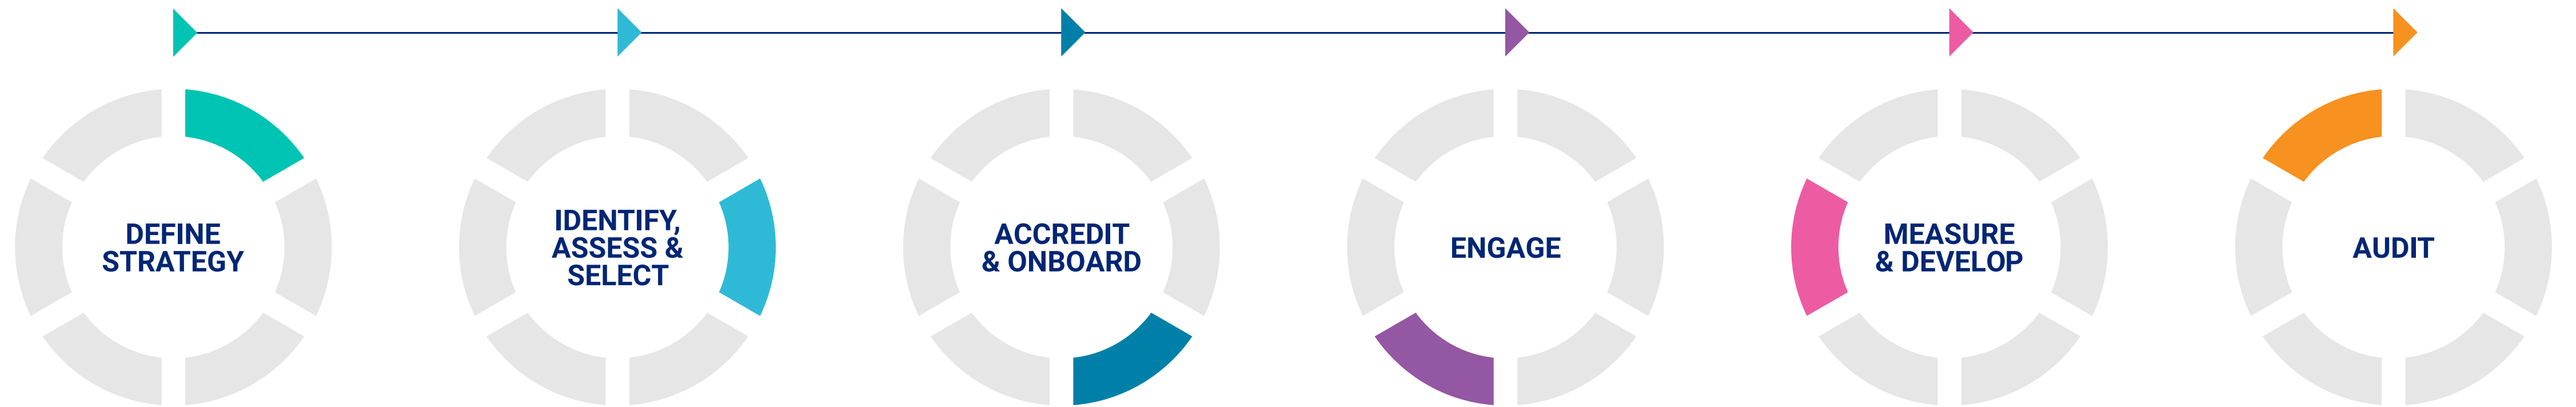 DEFINE
STRATEGY
IDENTIFY,
ASSESS &
SELECT
ACCREDIT
& ONBOARD
ENGAGE
MEASURE
& DEVELOP
AUDIT